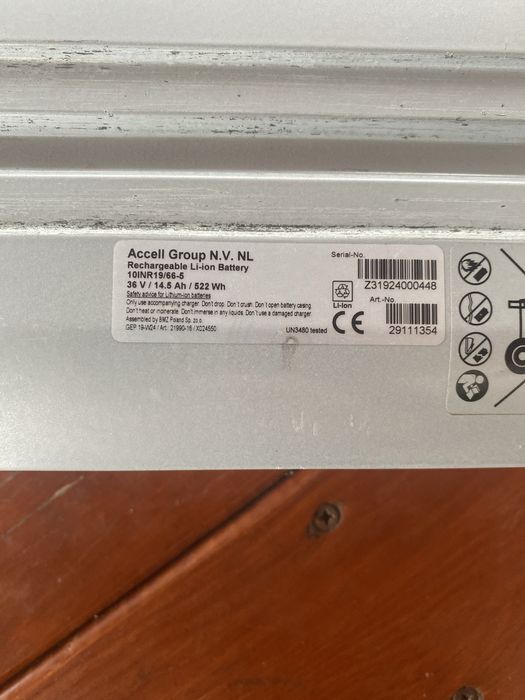 Accell Group N.V. NL
Rechargeable Li-ion Battery
10INR19/66-5
36 V / 14.5 Ah / 522 Wh
Safety advice for Lithium-ion batteries
Only use accompanying charger. Don't drop. Don't crush. Don't open battery casing.
Don't heat or incinerate. Don't immerse in any liquids. Don't use a damaged charger.
Assembled by BMZ Poland Sp. zo.o.
GEP 19-W24 / Art.: 21990-16 / X024550
UN3480 tested
Serial-No.
Z31924000448
Li-Ion
Art.-No.
CE
29111354